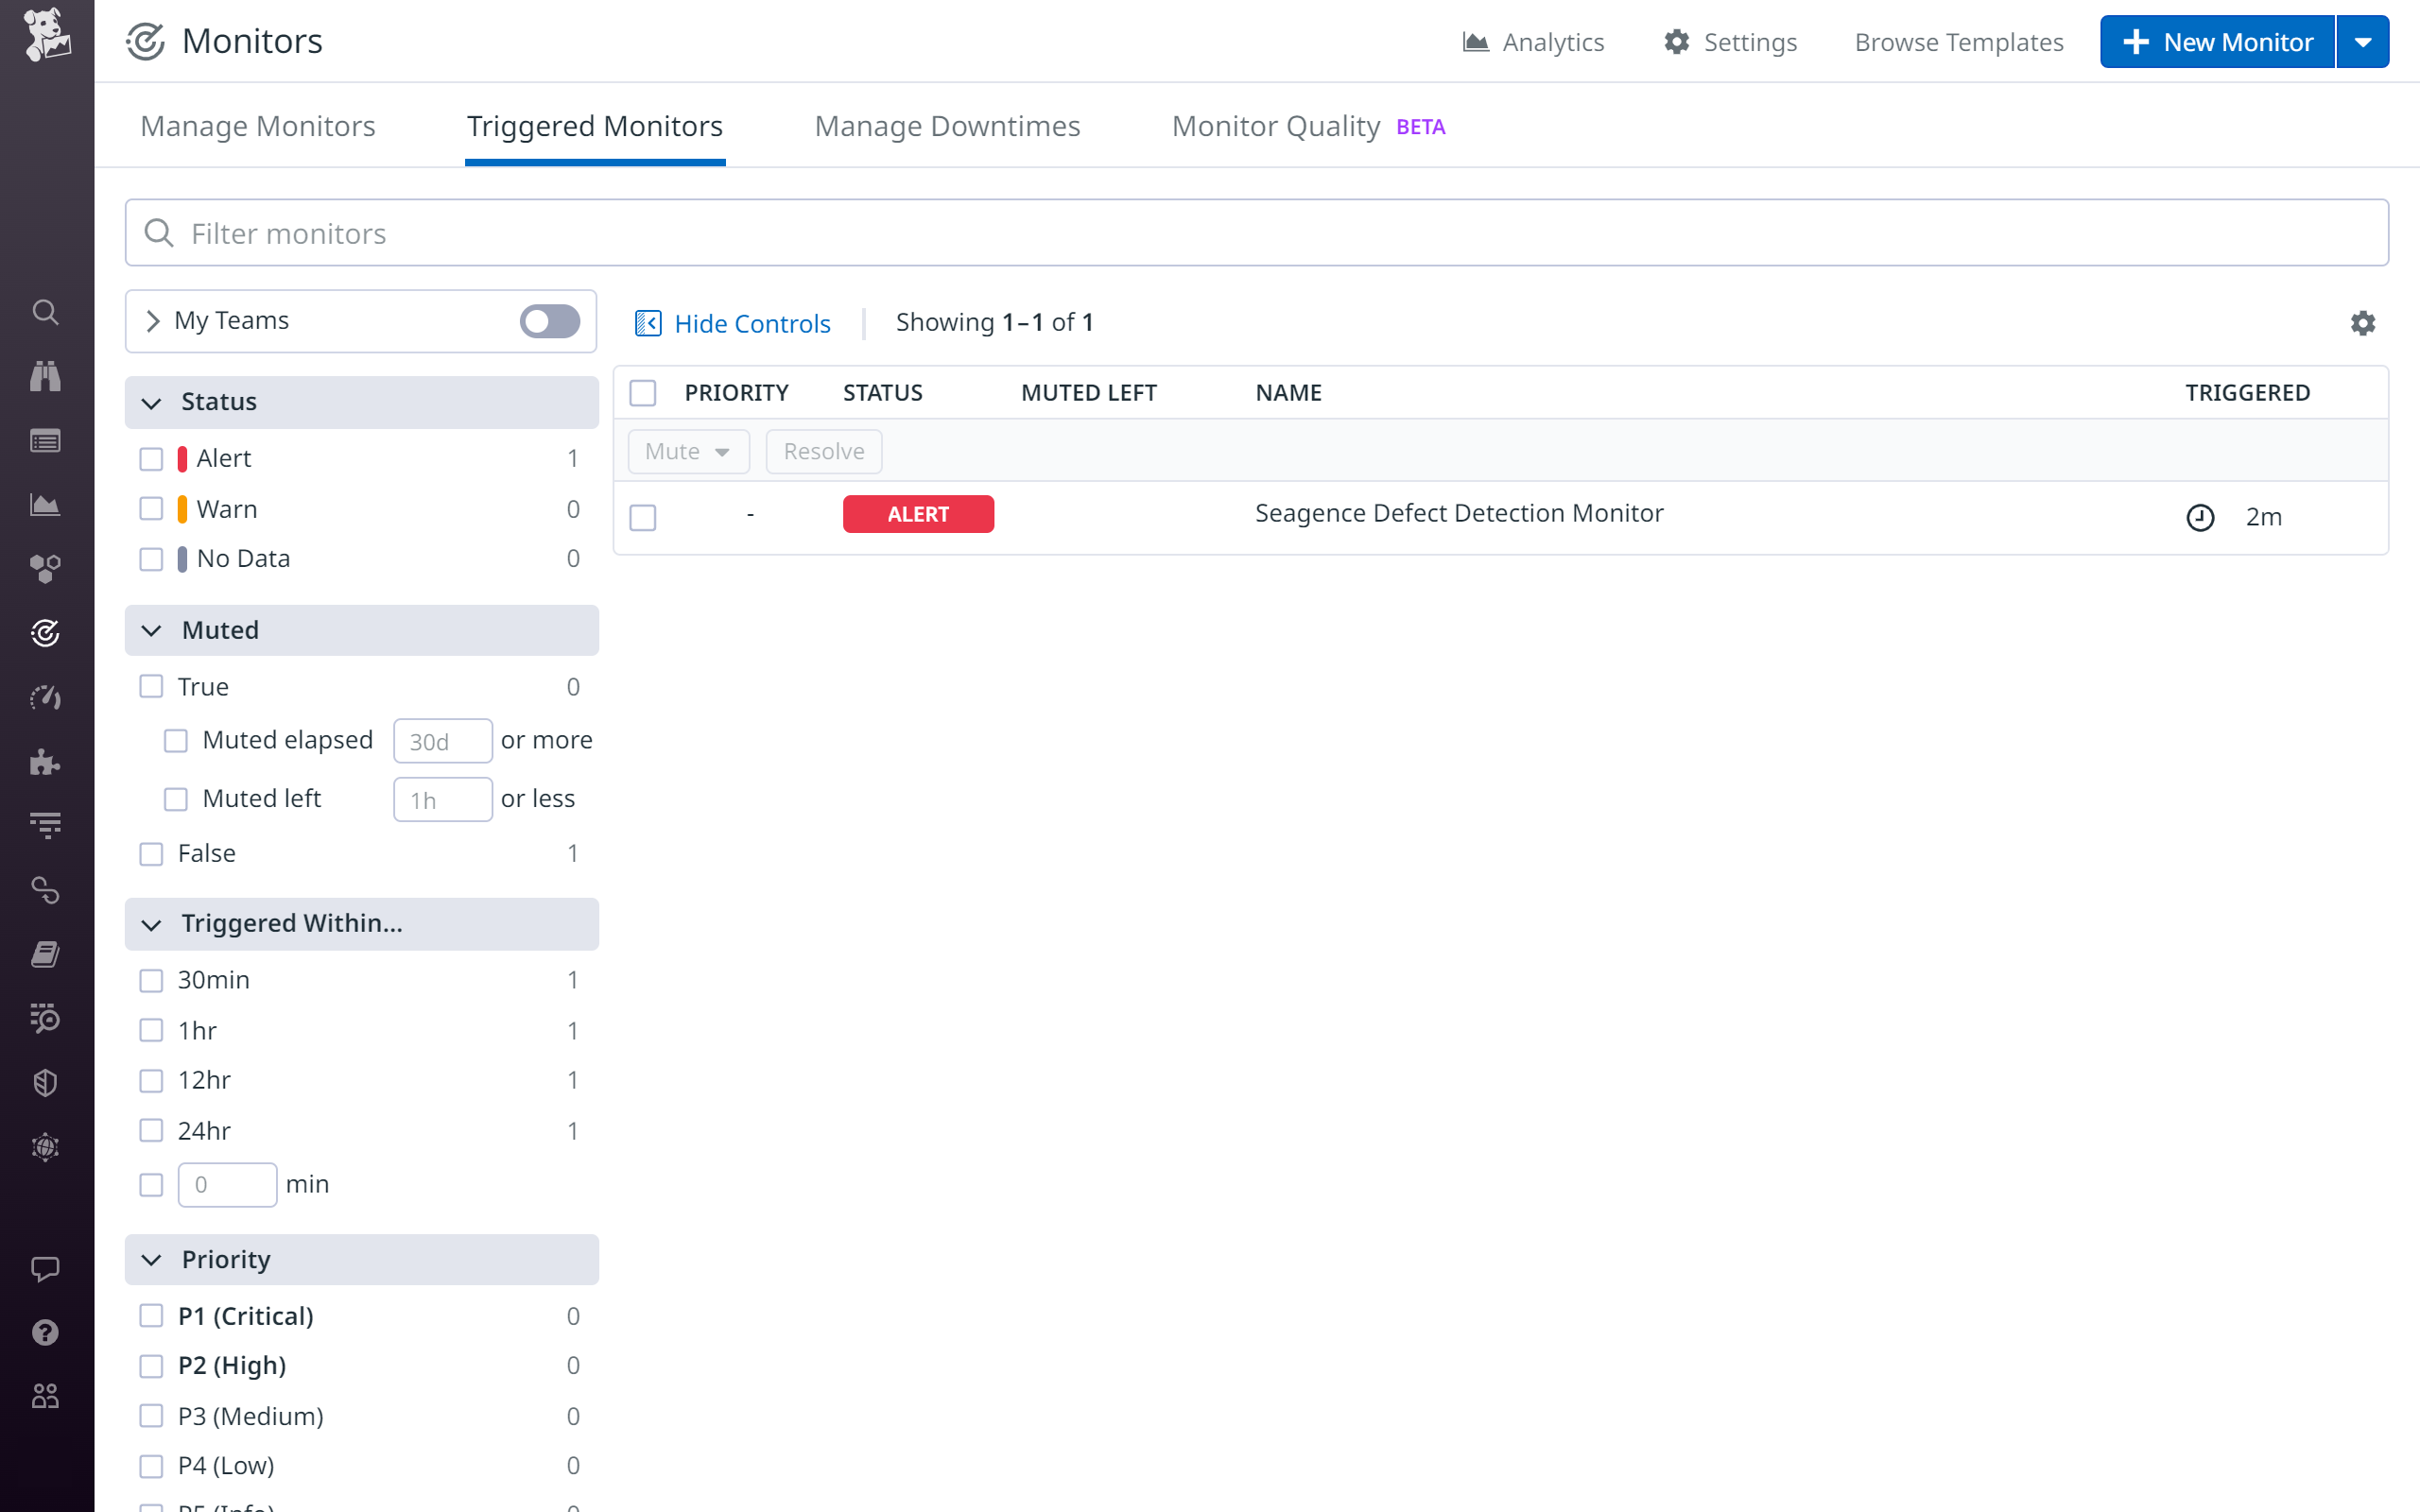 Monitors
Analytics
Settings
Browse Templates
New Monitor
Manage Monitors
Triggered Monitors
Manage Downtimes
Monitor Quality BETA
Filter monitors
My Teams
Hide Controls
Showing 1–1 of 1
PRIORITY STATUS MUTED LEFT NAME TRIGGERED
Mute
Resolve
- ALERT Seagence Defect Detection Monitor 2m
Status
Alert 1
Warn 0
No Data 0
Muted
True 0
Muted elapsed 30d or more
Muted left 1h or less
False 1
Triggered Within...
30min 1
1hr 1
12hr 1
24hr 1
0 min
Priority
P1 (Critical) 0
P2 (High) 0
P3 (Medium) 0
P4 (Low) 0
P5 (Info) 0